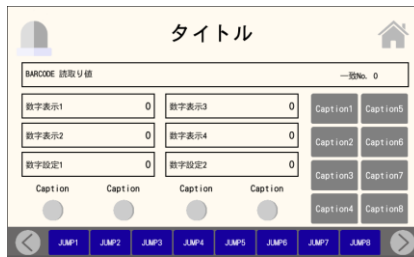 タイトル
BARCODE 読取り値 一致No. 0
数字表示1 0 数字表示3 0 Caption1 Caption5
数字表示2 0 数字表示4 0 Caption2 Caption6
数字設定1 0 数字設定2 0 Caption3 Caption7
Caption Caption Caption Caption Caption4 Caption8
JUMP1 JUMP2 JUMP3 JUMP4 JUMP5 JUMP6 JUMP7 JUMP8